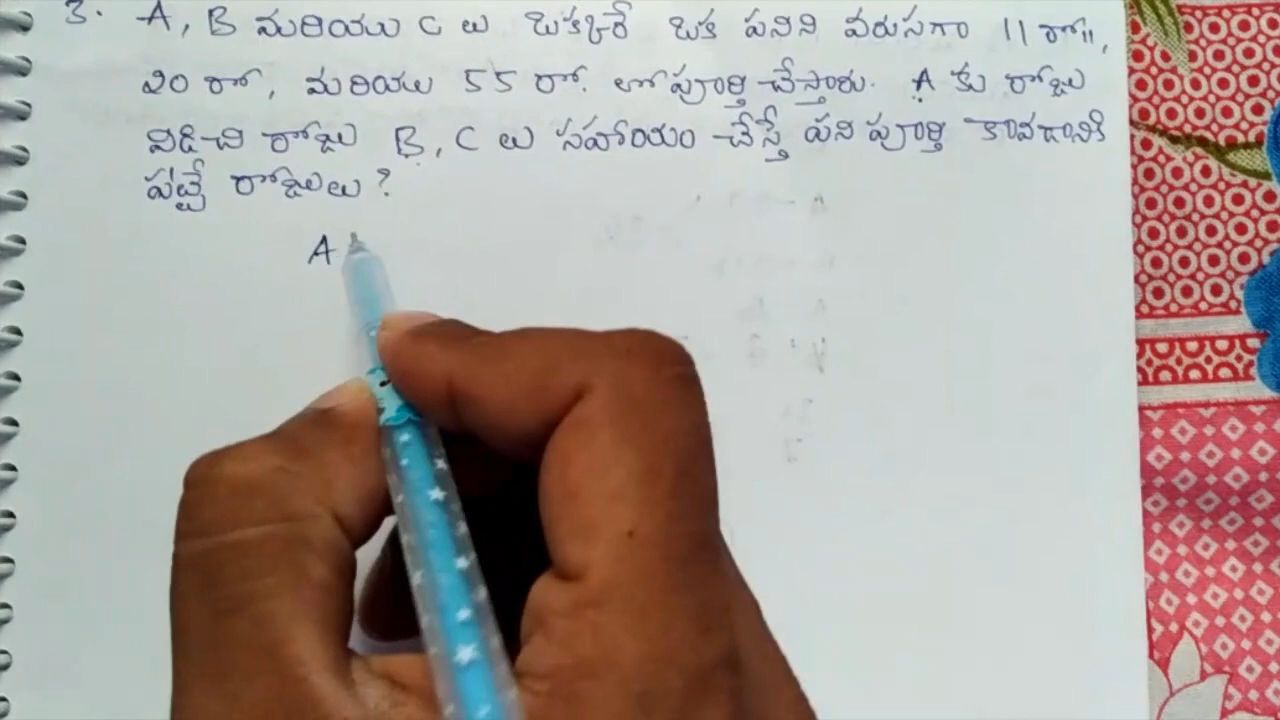 3. A, B మరియు C లు ఒక్కరే ఒక పనిని వరుసగా 11 రో॥,
20 రో, మరియు 55 రో. లో పూర్తి చేస్తారు. A కు రోజు
విడిచి రోజు B, C లు సహాయం చేస్తే పని పూర్తి కావడానికి
పట్టే రోజులు ?
A